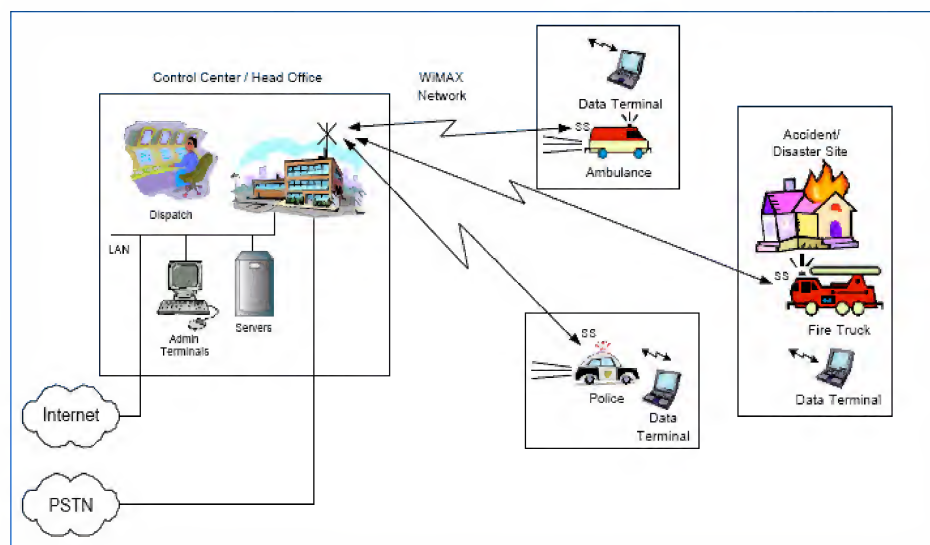 Control Center / Head Office
WiMAX
Network
Data Terminal
SS
Ambulance
Accident/
Disaster Site
Dispatch
LAN
Admin
Terminals
Servers
SS
Fire Truck
Data Terminal
SS
Police
Data
Terminal
Internet
PSTN